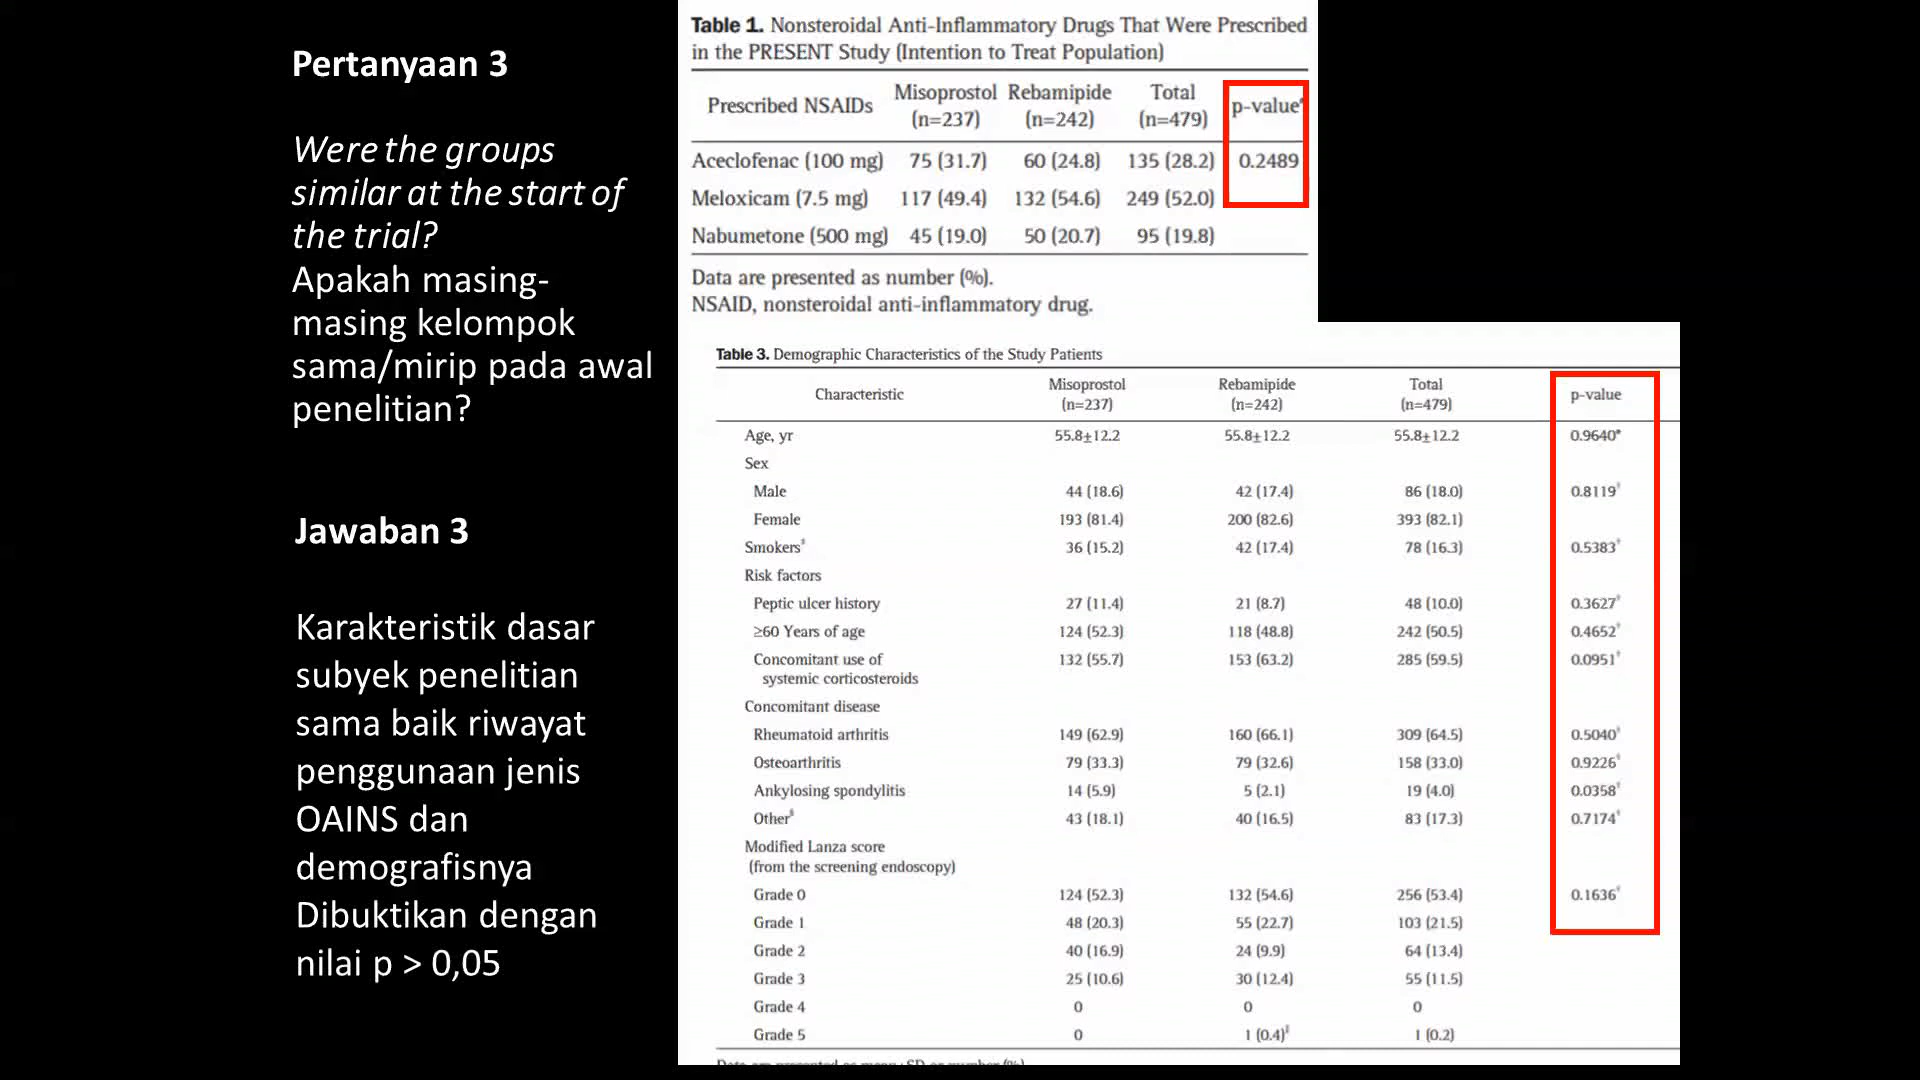 Pertanyaan 3
Were the groups
similar at the start of
the trial?
Apakah masing-
masing kelompok
sama/mirip pada awal
penelitian?
Jawaban 3
Karakteristik dasar
subyek penelitian
sama baik riwayat
penggunaan jenis
OAINS dan
demografisnya
Dibuktikan dengan
nilai p > 0,05
Table 1. Nonsteroidal Anti-Inflammatory Drugs That Were Prescribed
in the PRESENT Study (Intention to Treat Population)
Prescribed NSAIDs Misoprostol (n=237) Rebamipide (n=242) Total (n=479) p-value*
Aceclofenac (100 mg) 75 (31.7) 60 (24.8) 135 (28.2) 0.2489
Meloxicam (7.5 mg) 117 (49.4) 132 (54.6) 249 (52.0)
Nabumetone (500 mg) 45 (19.0) 50 (20.7) 95 (19.8)
Data are presented as number (%).
NSAID, nonsteroidal anti-inflammatory drug.
Table 3. Demographic Characteristics of the Study Patients
Characteristic Misoprostol (n=237) Rebamipide (n=242) Total (n=479) p-value
Age, yr 55.8±12.2 55.8±12.2 55.8±12.2 0.9640*
Sex
Male 44 (18.6) 42 (17.4) 86 (18.0) 0.8119†
Female 193 (81.4) 200 (82.6) 393 (82.1)
Smokers‡ 36 (15.2) 42 (17.4) 78 (16.3) 0.5383†
Risk factors
Peptic ulcer history 27 (11.4) 21 (8.7) 48 (10.0) 0.3627†
≥60 Years of age 124 (52.3) 118 (48.8) 242 (50.5) 0.4652†
Concomitant use of 132 (55.7) 153 (63.2) 285 (59.5) 0.0951†
systemic corticosteroids
Concomitant disease
Rheumatoid arthritis 149 (62.9) 160 (66.1) 309 (64.5) 0.5040†
Osteoarthritis 79 (33.3) 79 (32.6) 158 (33.0) 0.9226†
Ankylosing spondylitis 14 (5.9) 5 (2.1) 19 (4.0) 0.0358†
Other§ 43 (18.1) 40 (16.5) 83 (17.3) 0.7174†
Modified Lanza score
(from the screening endoscopy)
Grade 0 124 (52.3) 132 (54.6) 256 (53.4) 0.1636†
Grade 1 48 (20.3) 55 (22.7) 103 (21.5)
Grade 2 40 (16.9) 24 (9.9) 64 (13.4)
Grade 3 25 (10.6) 30 (12.4) 55 (11.5)
Grade 4 0 0 0
Grade 5 0 1 (0.4)‖ 1 (0.2)